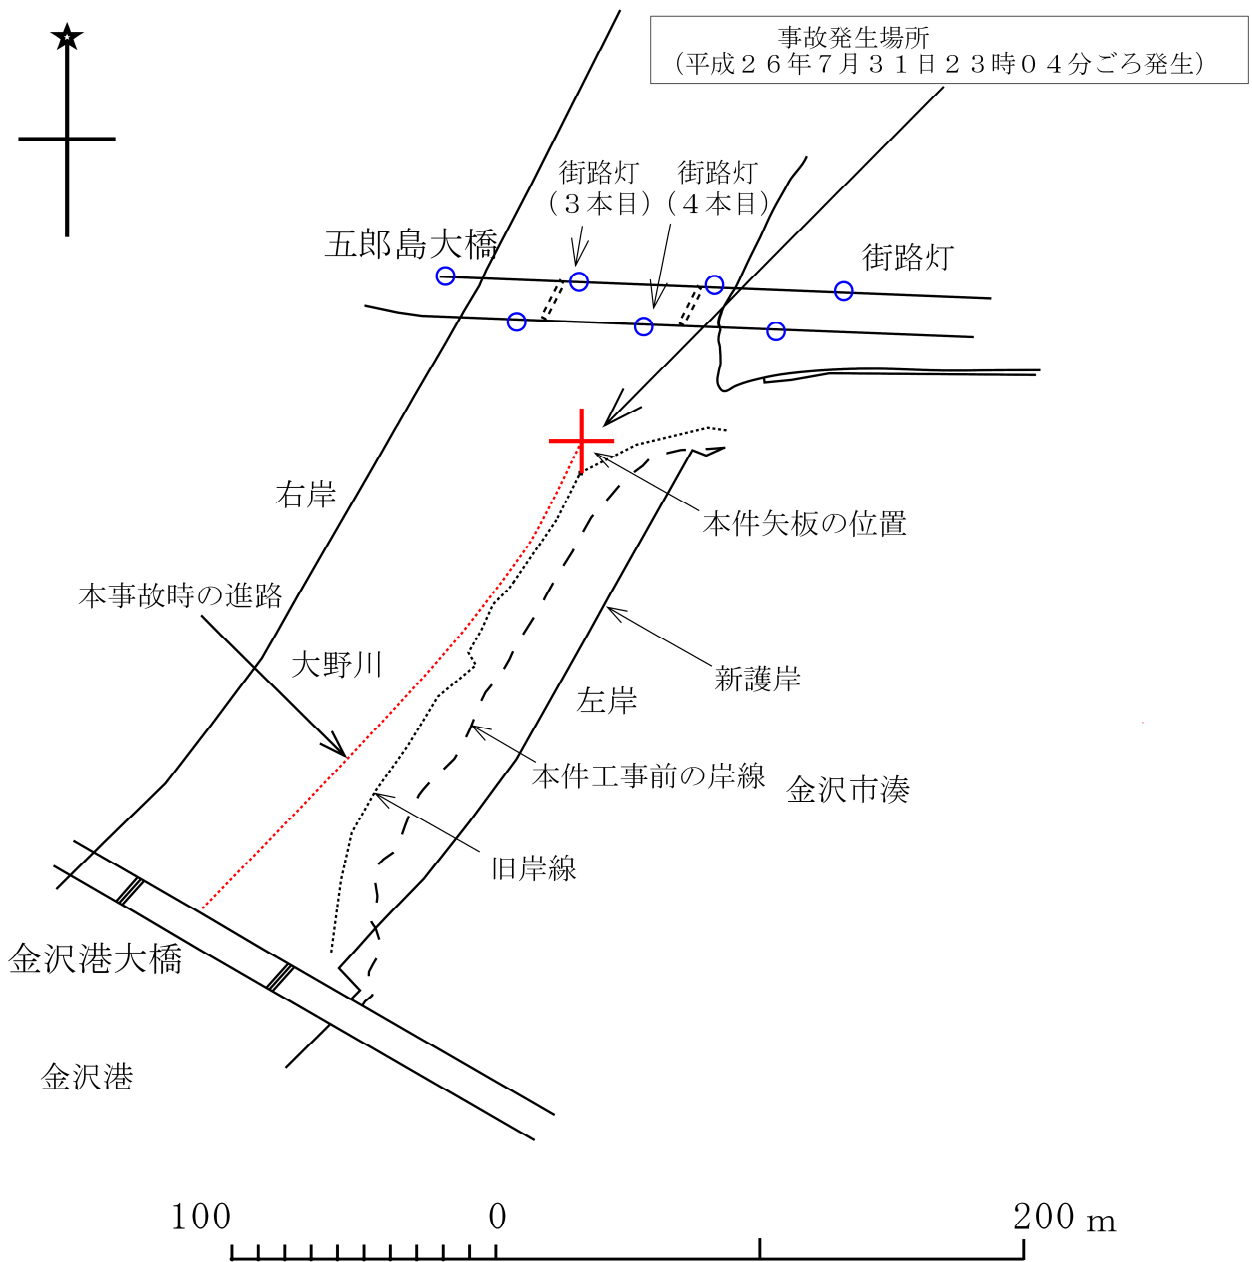 事故発生場所
(平成26年7月31日23時04分ごろ発生)
街路灯
(3本目)
街路灯
(4本目)
五郎島大橋
街路灯
右岸
本件矢板の位置
本事故時の進路
大野川
新護岸
左岸
本件工事前の岸線
金沢市湊
旧岸線
金沢港大橋
金沢港
100 0 200 m